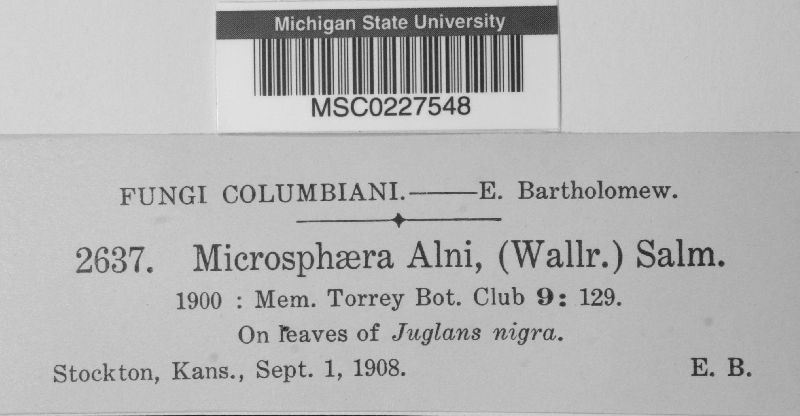 Michigan State University
MSC0227548
FUNGI COLUMBIANI.——E. Bartholomew.
2637. Microsphæra Alni, (Wallr.) Salm.
1900 : Mem. Torrey Bot. Club 9: 129.
On leaves of Juglans nigra.
Stockton, Kans., Sept. 1, 1908. E. B.